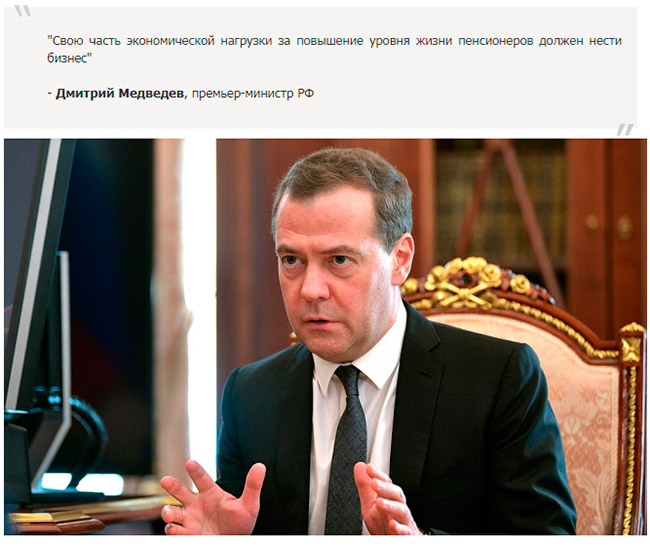 "Свою часть экономической нагрузки за повышение уровня жизни пенсионеров должен нести
бизнес"
- Дмитрий Медведев, премьер-министр РФ